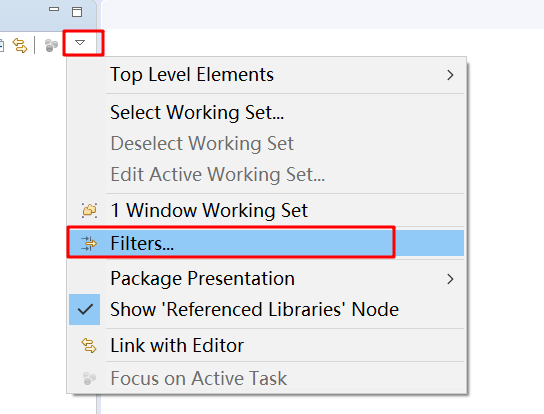 Top Level Elements
Select Working Set...
Deselect Working Set
Edit Active Working Set...
1 Window Working Set
Filters...
Package Presentation
Show 'Referenced Libraries' Node
Link with Editor
Focus on Active Task